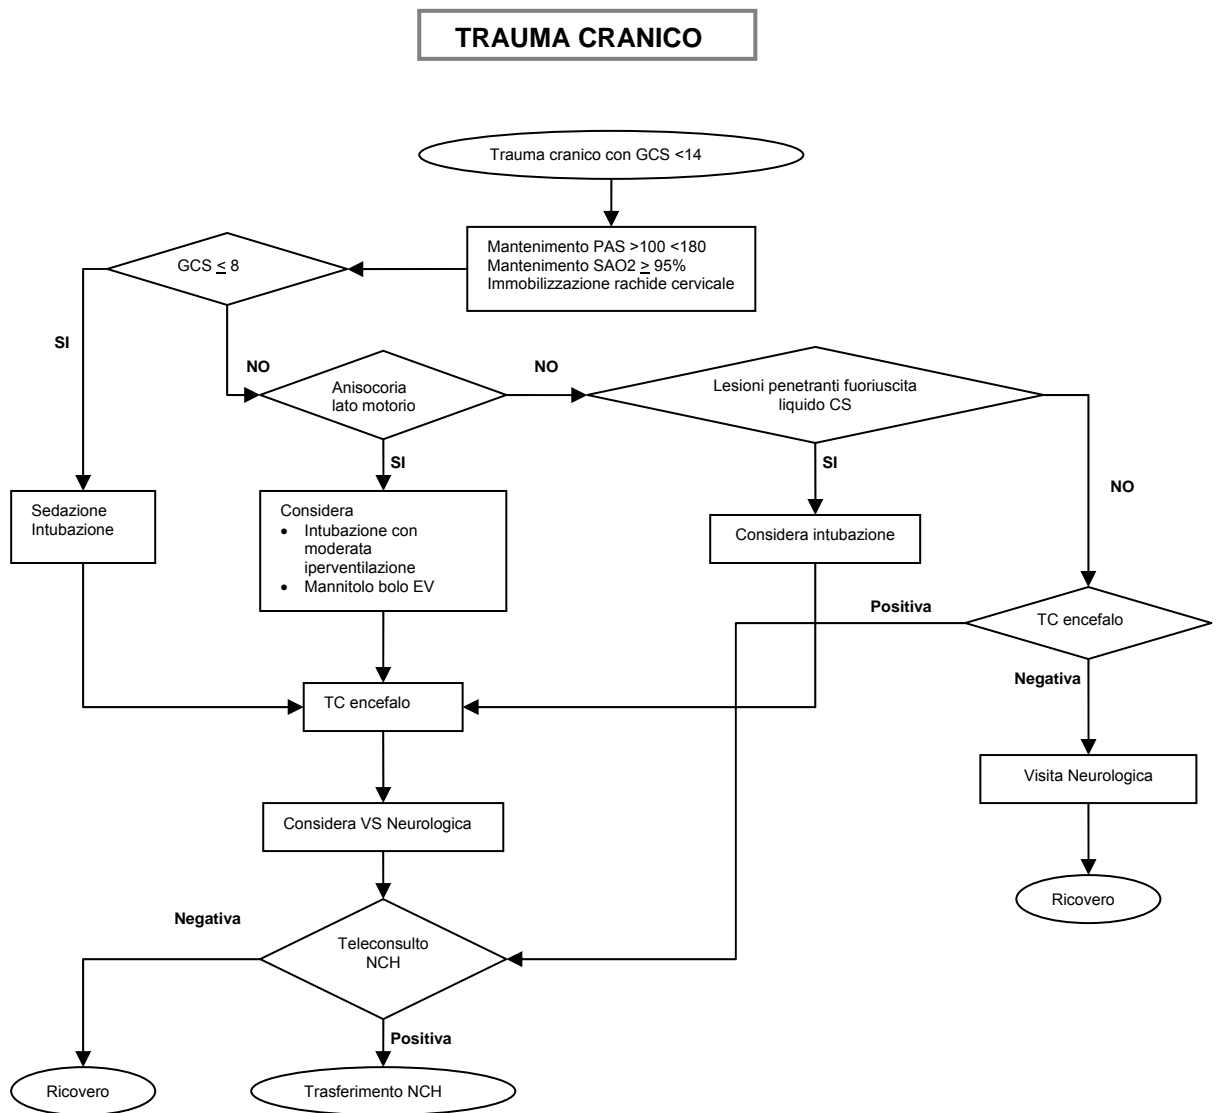 TRAUMA CRANICO
Trauma cranico con GCS <14
Mantenimento PAS >100 <180
Mantenimento SAO2 ≥ 95%
Immobilizzazione rachide cervicale
GCS ≤ 8
SI
NO
Anisocoria
lato motorio
NO
Lesioni penetranti fuoriuscita
liquido CS
SI
SI
NO
Sedazione
Intubazione
Considera
• Intubazione con
moderata
iperventilazione
• Mannitolo bolo EV
Considera intubazione
Positiva
TC encefalo
Negativa
TC encefalo
Visita Neurologica
Considera VS Neurologica
Ricovero
Negativa
Teleconsulto
NCH
Positiva
Ricovero
Trasferimento NCH